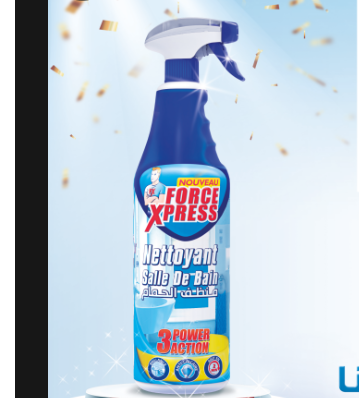 NOUVEAU
FORCE
XPRESS
Nettoyant
Salle De Bain
منظف الحمام
3 POWER
ACTION